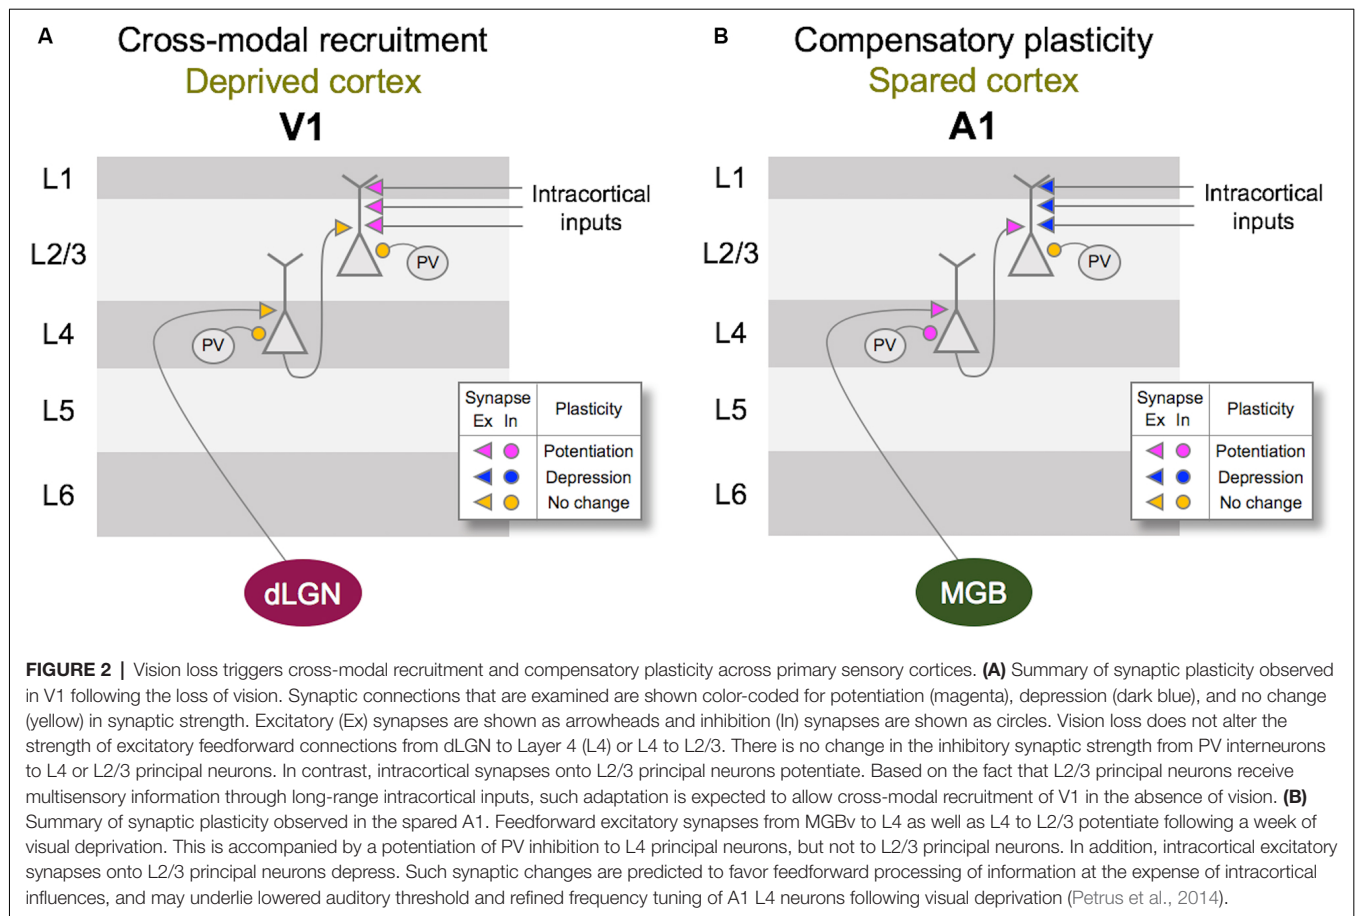 A
Cross-modal recruitment
Deprived cortex
V1
L1
L2/3
L4
L5
L6
Intracortical
inputs
PV
PV
Synapse
Ex In
Plasticity
Potentiation
Depression
No change
dLGN
B
Compensatory plasticity
Spared cortex
A1
L1
L2/3
L4
L5
L6
Intracortical
inputs
PV
PV
Synapse
Ex In
Plasticity
Potentiation
Depression
No change
MGB
FIGURE 2 | Vision loss triggers cross-modal recruitment and compensatory plasticity across primary sensory cortices. (A) Summary of synaptic plasticity observed
in V1 following the loss of vision. Synaptic connections that are examined are shown color-coded for potentiation (magenta), depression (dark blue), and no change
(yellow) in synaptic strength. Excitatory (Ex) synapses are shown as arrowheads and inhibition (In) synapses are shown as circles. Vision loss does not alter the
strength of excitatory feedforward connections from dLGN to Layer 4 (L4) or L4 to L2/3. There is no change in the inhibitory synaptic strength from PV interneurons
to L4 or L2/3 principal neurons. In contrast, intracortical synapses onto L2/3 principal neurons potentiate. Based on the fact that L2/3 principal neurons receive
multisensory information through long-range intracortical inputs, such adaptation is expected to allow cross-modal recruitment of V1 in the absence of vision. (B)
Summary of synaptic plasticity observed in the spared A1. Feedforward excitatory synapses from MGBv to L4 as well as L4 to L2/3 potentiate following a week of
visual deprivation. This is accompanied by a potentiation of PV inhibition to L4 principal neurons, but not to L2/3 principal neurons. In addition, intracortical excitatory
synapses onto L2/3 principal neurons depress. Such synaptic changes are predicted to favor feedforward processing of information at the expense of intracortical
influences, and may underlie lowered auditory threshold and refined frequency tuning of A1 L4 neurons following visual deprivation (Petrus et al., 2014).